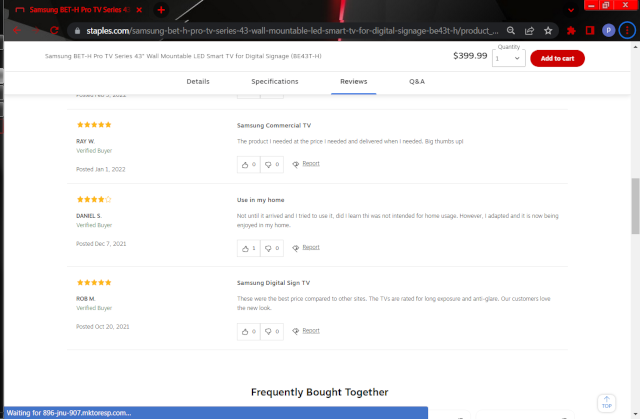 Samsung BET-H Pro TV Series 43
staples.com/samsung-bet-h-pro-tv-series-43-wall-mountable-led-smart-tv-for-digital-signage-be43t-h/product_...
P
Samsung BET-H Pro TV Series 43" Wall Mountable LED Smart TV for Digital Signage (BE43T-H)
$399.99
Quantity
1
Add to cart
Details
Specifications
Reviews
Q&A
Samsung Commercial TV
RAY W.
The product I needed at the price I needed and delivered when I needed. Big thumbs up!
Verified Buyer
0
0
Report
Posted Jan 1, 2022
Use in my home
DANIEL S.
Not until it arrived and I tried to use it, did I learn thi was not intended for home usage. However, I adapted and it is now being
Verified Buyer
enjoyed in my home.
Posted Dec 7, 2021
1
0
Report
Samsung Digital Sign TV
ROB M.
These were the best price compared to other sites. The TVs are rated for long exposure and anti-glare. Our customers love
Verified Buyer
the new look.
Posted Oct 20, 2021
0
0
Report
Frequently Bought Together
TOP
Waiting for 896-jnu-907.mktoresp.com...